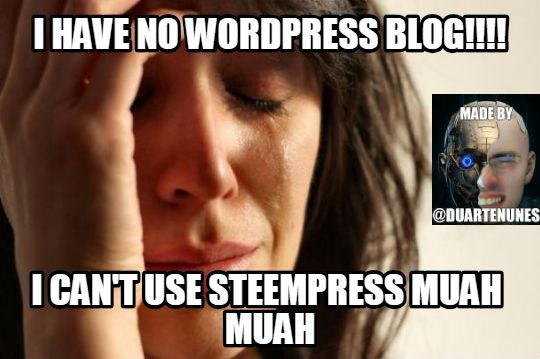 I HAVE NO WORDPRESS BLOG!!!!
MADE BY
@DUARTENUNES
I CAN'T USE STEEMPRESS MUAH
MUAH